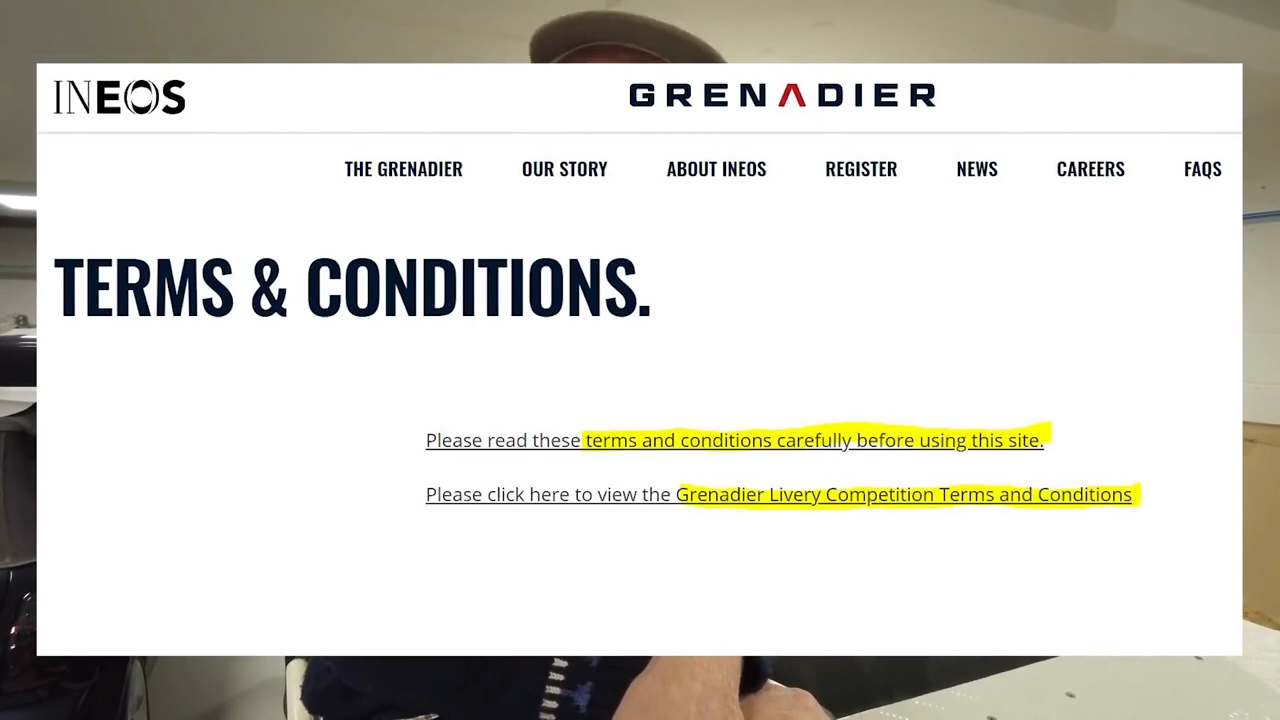 INEOS
GRENADIER
THE GRENADIER OUR STORY ABOUT INEOS REGISTER NEWS CAREERS FAQS
TERMS & CONDITIONS.
Please read these terms and conditions carefully before using this site.
Please click here to view the Grenadier Livery Competition Terms and Conditions